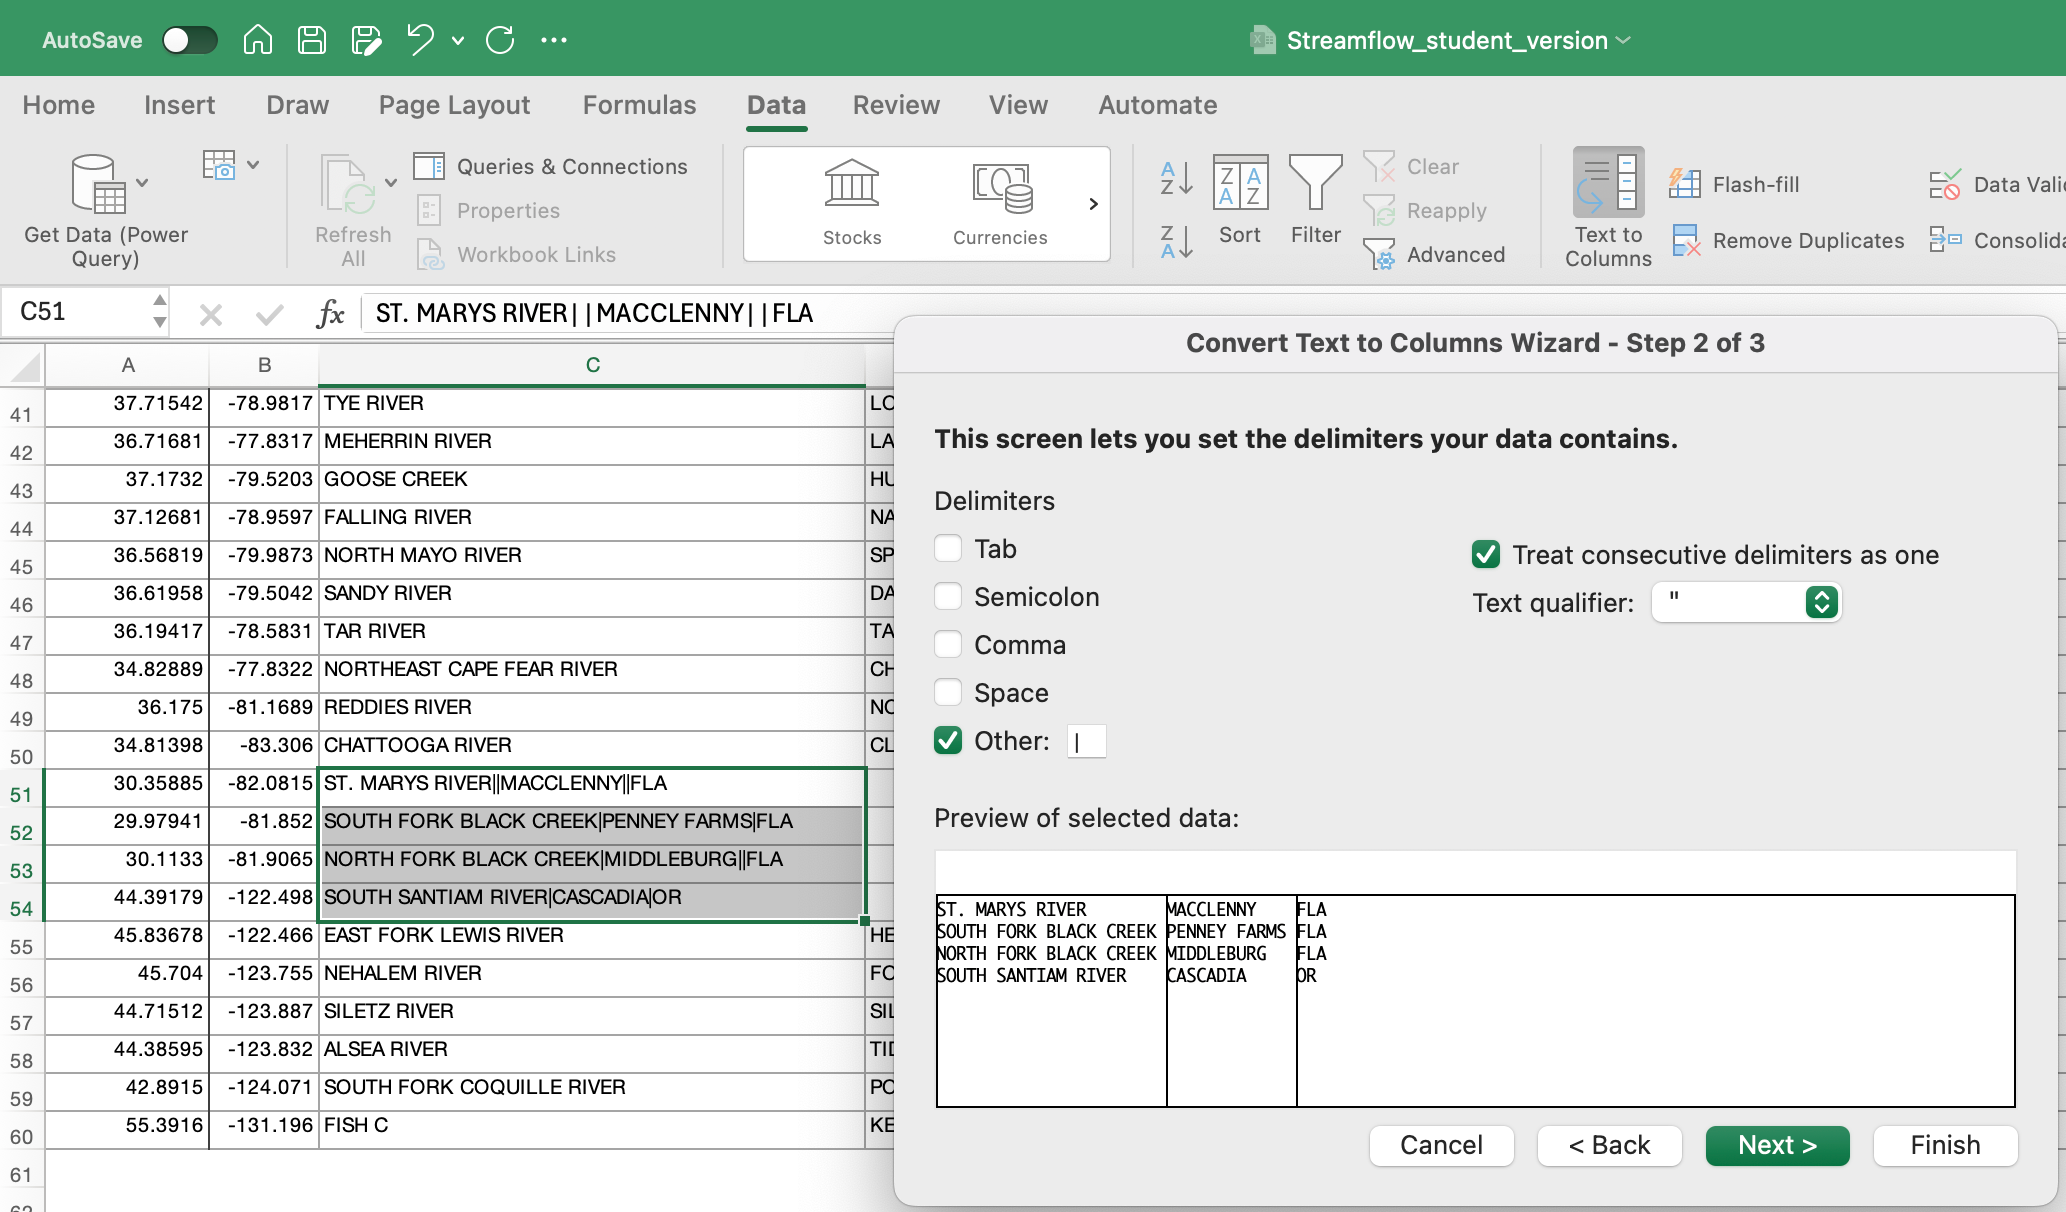 AutoSave
Streamflow_student_version
Home Insert Draw Page Layout Formulas Data Review View Automate
Get Data (Power Query)
Refresh All
Queries & Connections
Properties
Workbook Links
Stocks
Currencies
Sort
Filter
Clear
Reapply
Advanced
Text to Columns
Flash-fill
Remove Duplicates
Data Valid
Consolida
C51 fx ST. MARYS RIVER||MACCLENNY||FLA
A B C
41 37.71542 -78.9817 TYE RIVER LO
42 36.71681 -77.8317 MEHERRIN RIVER LA
43 37.1732 -79.5203 GOOSE CREEK HU
44 37.12681 -78.9597 FALLING RIVER NA
45 36.56819 -79.9873 NORTH MAYO RIVER SP
46 36.61958 -79.5042 SANDY RIVER DA
47 36.19417 -78.5831 TAR RIVER TA
48 34.82889 -77.8322 NORTHEAST CAPE FEAR RIVER CH
49 36.175 -81.1689 REDDIES RIVER NO
50 34.81398 -83.306 CHATTOOGA RIVER CL
51 30.35885 -82.0815 ST. MARYS RIVER||MACCLENNY||FLA
52 29.97941 -81.852 SOUTH FORK BLACK CREEK|PENNEY FARMS|FLA
53 30.1133 -81.9065 NORTH FORK BLACK CREEK|MIDDLEBURG||FLA
54 44.39179 -122.498 SOUTH SANTIAM RIVER|CASCADIA|OR
55 45.83678 -122.466 EAST FORK LEWIS RIVER HE
56 45.704 -123.755 NEHALEM RIVER FO
57 44.71512 -123.887 SILETZ RIVER SIL
58 44.38595 -123.832 ALSEA RIVER TID
59 42.8915 -124.071 SOUTH FORK COQUILLE RIVER PO
60 55.3916 -131.196 FISH C KE
61
Convert Text to Columns Wizard - Step 2 of 3
This screen lets you set the delimiters your data contains.
Delimiters
Tab
Semicolon
Comma
Space
Other: |
Treat consecutive delimiters as one
Text qualifier: "
Preview of selected data:
ST. MARYS RIVER MACCLENNY FLA
SOUTH FORK BLACK CREEK PENNEY FARMS FLA
NORTH FORK BLACK CREEK MIDDLEBURG FLA
SOUTH SANTIAM RIVER CASCADIA OR
Cancel < Back Next > Finish